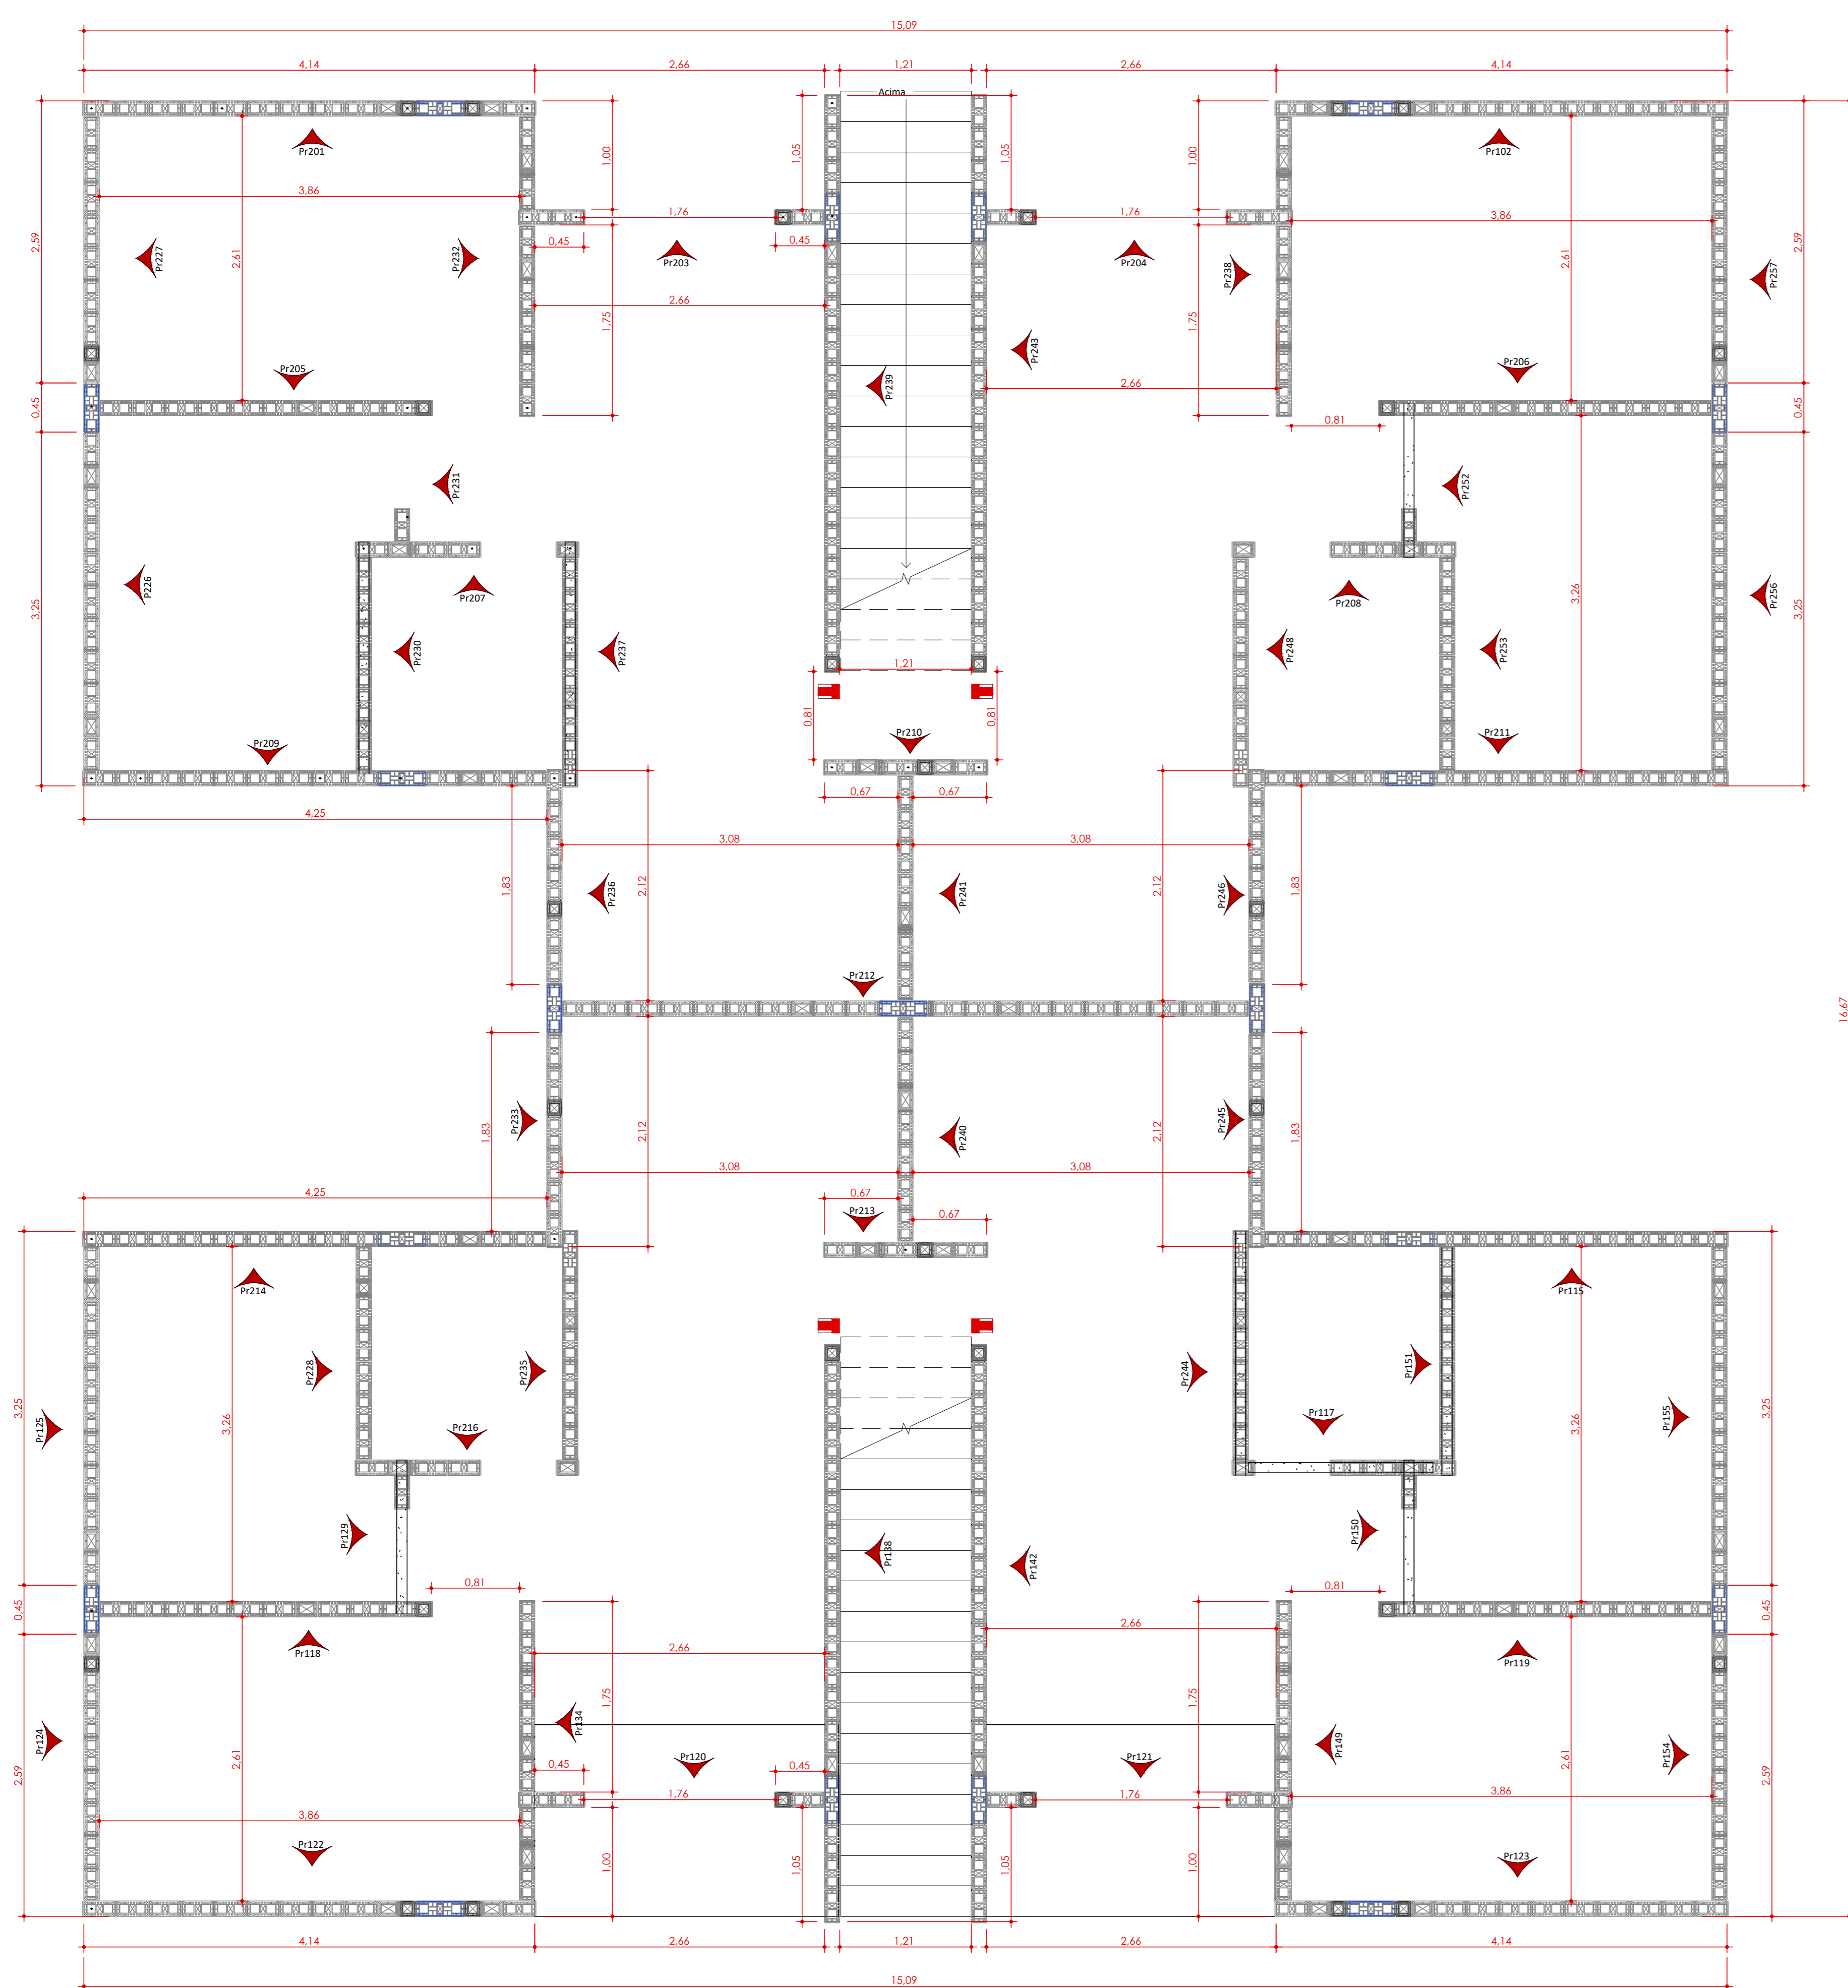 15,09
4,14
2,66
1,21
2,66
4,14
Acima
Pr201
1,05
1,05
1,00
1,00
Pr102
3,86
1,76
1,76
3,86
2,59
Pr227
2,61
Pr232
0,45
0,45
Pr203
Pr204
Pr238
2,61
2,59
Pr257
2,66
1,75
1,75
Pr243
Pr205
Pr239
2,66
Pr206
0,45
0,81
0,45
Pr231
Pr252
3,25
P226
Pr207
Pr208
3,26
Pr256
3,25
Pr230
Pr237
Pr248
Pr253
1,21
0,81
0,81
Pr209
Pr210
Pr211
0,67
0,67
4,25
3,08
3,08
1,83
Pr236
2,12
Pr241
2,12
Pr246
1,83
Pr212
16,67
1,83
Pr233
2,12
Pr240
2,12
Pr245
1,83
3,08
3,08
4,25
0,67
Pr213
0,67
Pr214
Pr115
Pr228
Pr235
Pr244
Pr151
3,25
Pr125
3,26
Pr216
Pr117
3,26
Pr155
3,25
Pr129
Pr138
Pr142
Pr150
0,81
0,81
0,45
0,45
2,66
Pr118
2,66
Pr119
1,75
1,75
Pr124
2,61
Pr134
Pr120
Pr121
Pr149
2,61
Pr154
2,59
2,59
0,45
0,45
1,76
1,76
3,86
3,86
Pr122
1,00
1,05
1,05
1,00
Pr123
4,14
2,66
1,21
2,66
4,14
15,09